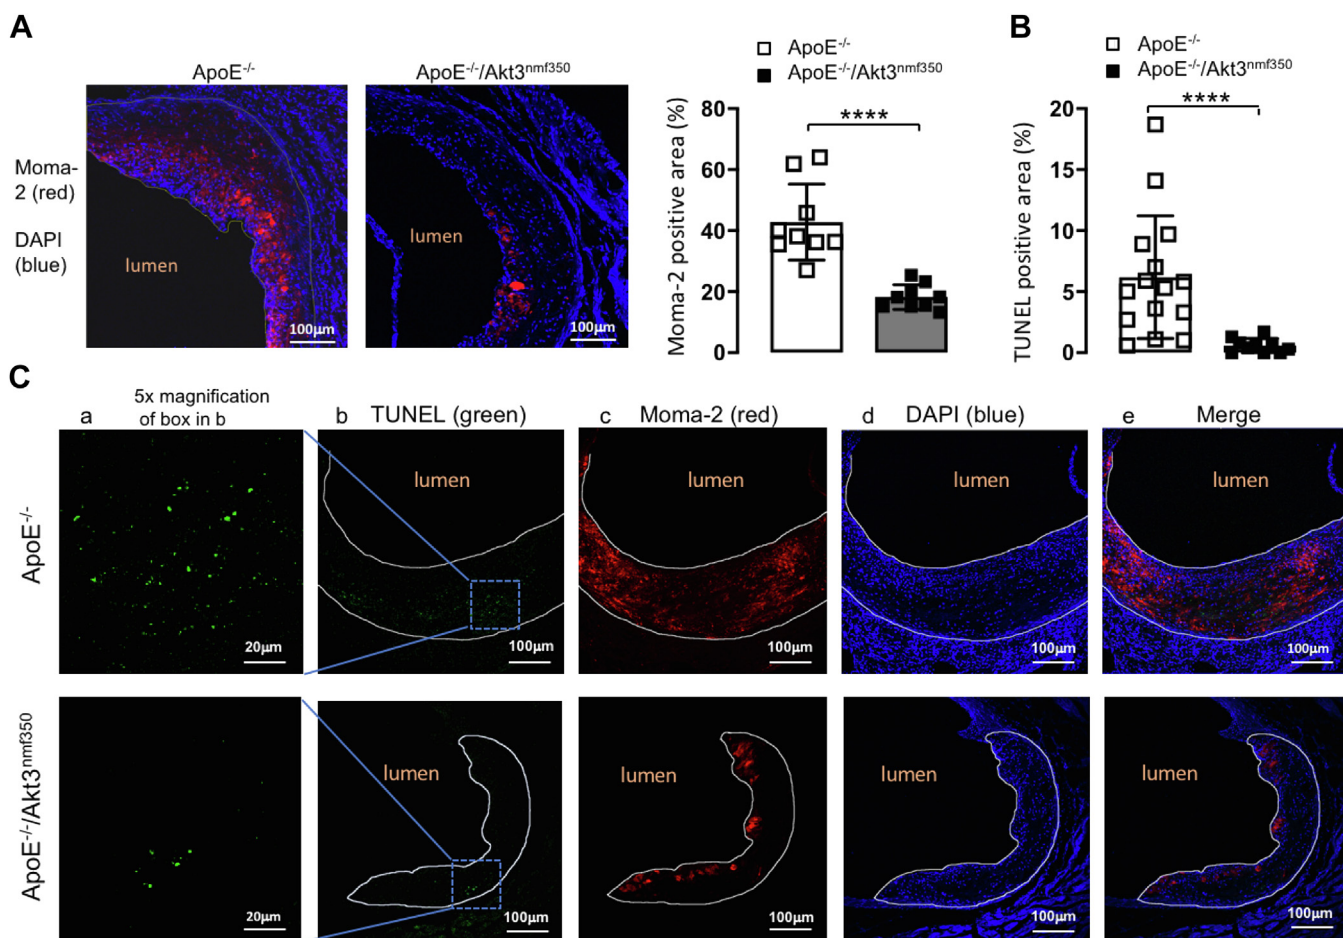 A
B
ApoE-/-
ApoE-/-/Akt3nmf350
Moma-
2 (red)
DAPI
(blue)
lumen
100µm
lumen
100µm
ApoE-/-
ApoE-/-/Akt3nmf350
Moma-2 positive area (%)
80
60
40
20
0
****
ApoE-/-
ApoE-/-/Akt3nmf350
TUNEL positive area (%)
20
15
10
5
0
****
C
a
5x magnification
of box in b
b TUNEL (green)
c Moma-2 (red)
d DAPI (blue)
e Merge
ApoE-/-
20µm
lumen
100µm
lumen
100µm
lumen
100µm
lumen
100µm
ApoE-/-/Akt3nmf350
20µm
lumen
100µm
lumen
100µm
lumen
100µm
lumen
100µm